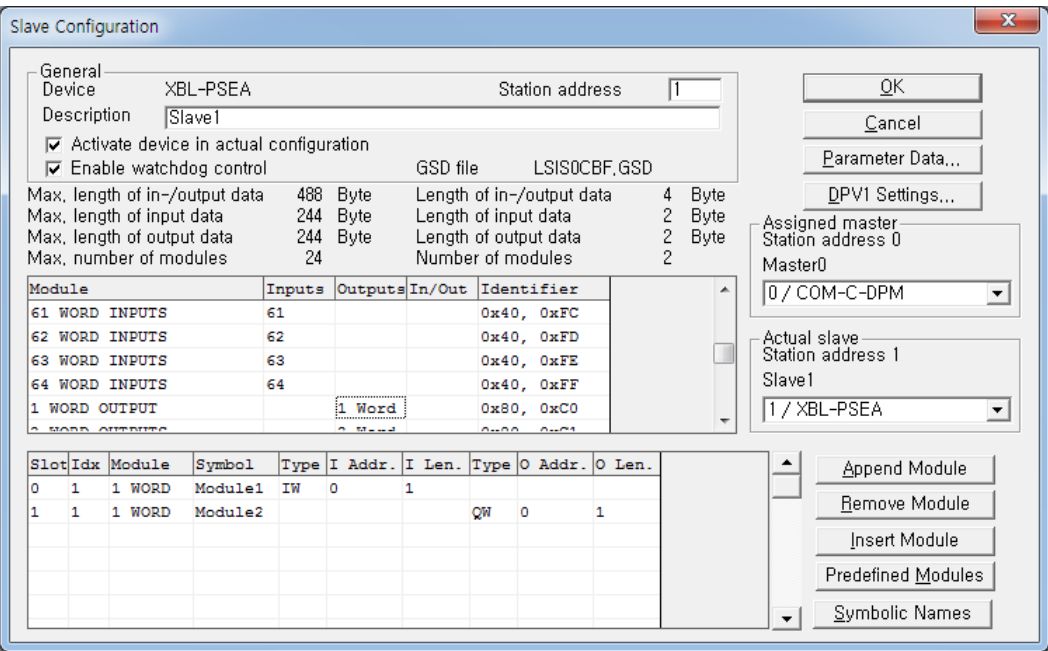 Slave Configuration
General
Device XBL-PSEA Station address 1
Description Slave1
Activate device in actual configuration
Enable watchdog control GSD file LSIS0CBF.GSD
Max. length of in-/output data 488 Byte Length of in-/output data 4 Byte
Max. length of input data 244 Byte Length of input data 2 Byte
Max. length of output data 244 Byte Length of output data 2 Byte
Max. number of modules 24 Number of modules 2
OK
Cancel
Parameter Data...
DPV1 Settings...
Assigned master
Station address 0
Master0
0 / COM-C-DPM
Actual slave
Station address 1
Slave1
1 / XBL-PSEA
Module Inputs Outputs In/Out Identifier
61 WORD INPUTS 61 0x40, 0xFC
62 WORD INPUTS 62 0x40, 0xFD
63 WORD INPUTS 63 0x40, 0xFE
64 WORD INPUTS 64 0x40, 0xFF
1 WORD OUTPUT 1 Word 0x80, 0xC0
2 WORD OUTPUTS 2 Word 0x80, 0xC1
Slot Idx Module Symbol Type I Addr. I Len. Type O Addr. O Len.
0 1 1 WORD Module1 IW 0 1
1 1 1 WORD Module2 QW 0 1
Append Module
Remove Module
Insert Module
Predefined Modules
Symbolic Names